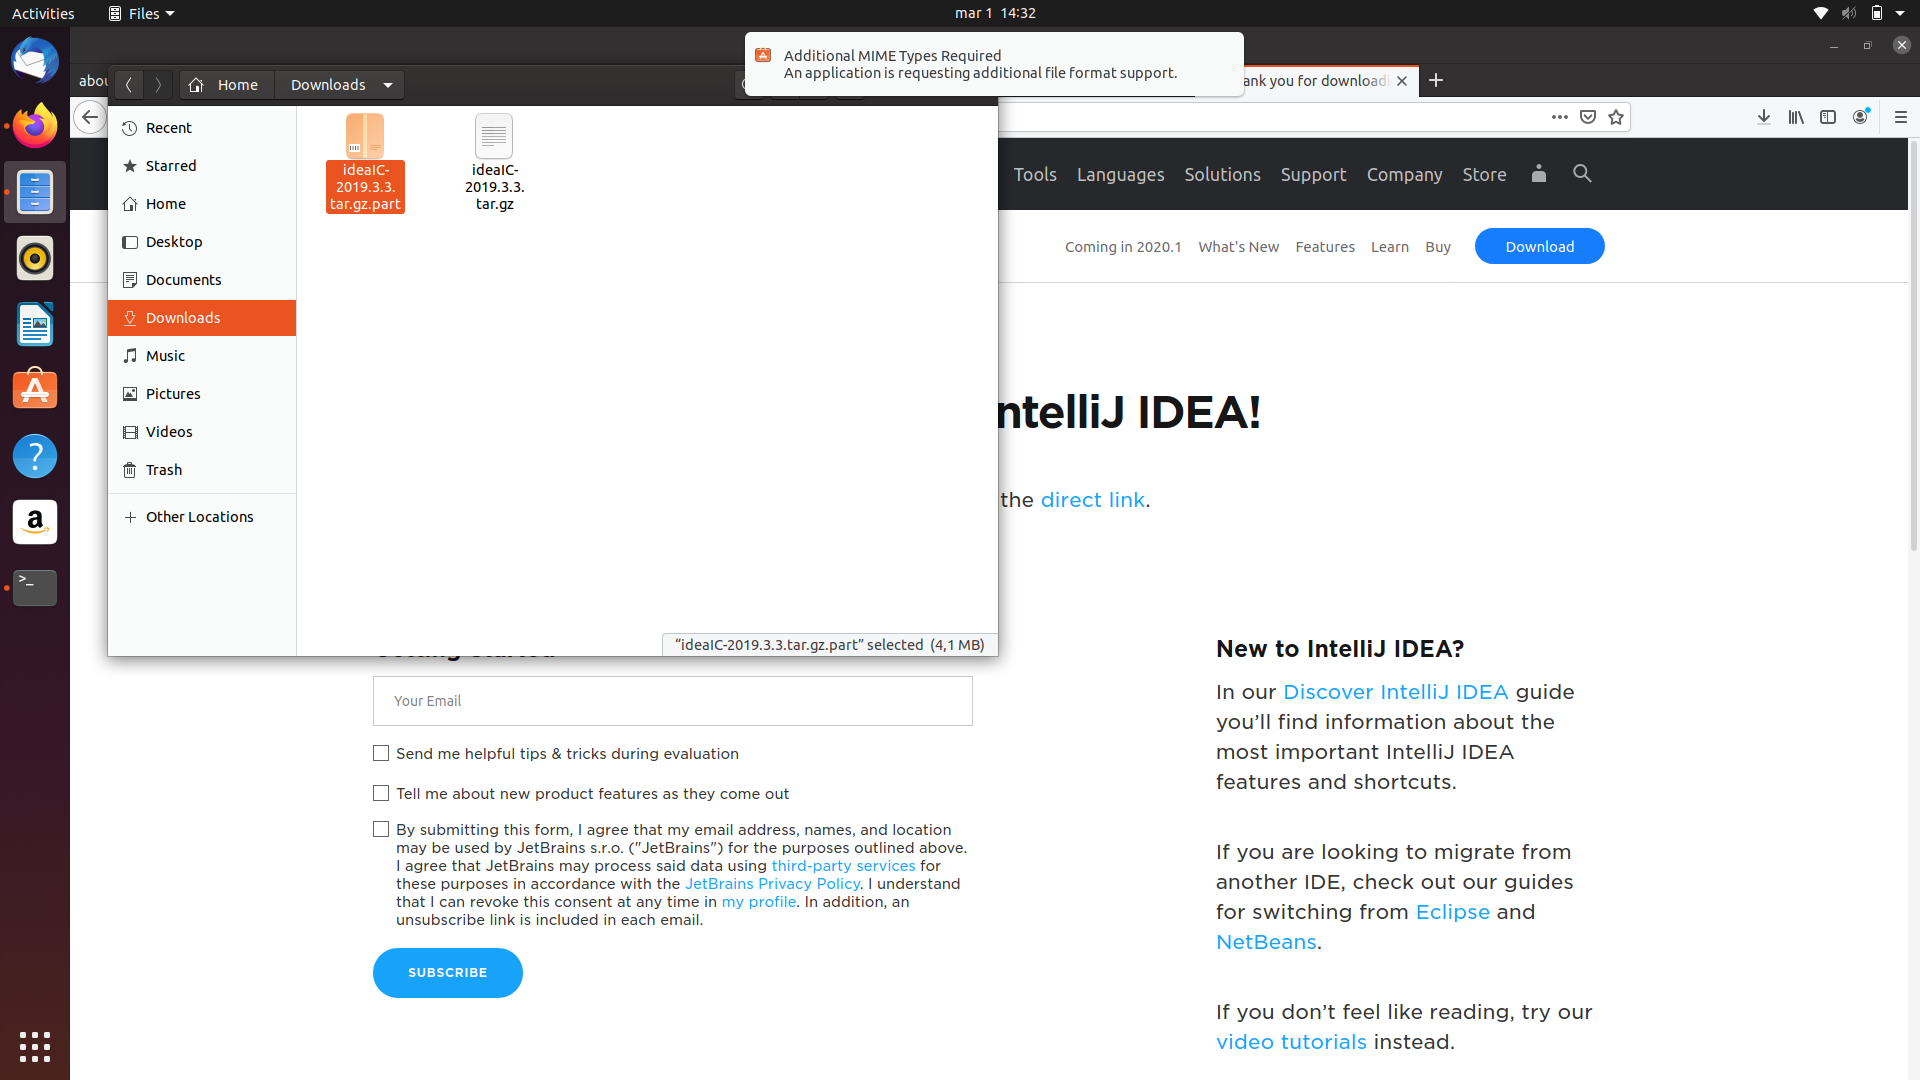 Activities
Files
mar 1 14:32
Additional MIME Types Required
An application is requesting additional file format support.
abou
Home
Downloads
ank you for downloadi
Recent
Starred
Home
Desktop
Documents
Downloads
Music
Pictures
Videos
Trash
Other Locations
ideaIC-
2019.3.3.
tar.gz.part
ideaIC-
2019.3.3.
tar.gz
"ideaIC-2019.3.3.tar.gz.part" selected (4,1 MB)
Tools
Languages
Solutions
Support
Company
Store
Coming in 2020.1
What's New
Features
Learn
Buy
Download
ntelliJ IDEA!
the direct link.
Your Email
Send me helpful tips & tricks during evaluation
Tell me about new product features as they come out
By submitting this form, I agree that my email address, names, and location
may be used by JetBrains s.r.o. ("JetBrains") for the purposes outlined above.
I agree that JetBrains may process said data using third-party services for
these purposes in accordance with the JetBrains Privacy Policy. I understand
that I can revoke this consent at any time in my profile. In addition, an
unsubscribe link is included in each email.
SUBSCRIBE
New to IntelliJ IDEA?
In our Discover IntelliJ IDEA guide
you'll find information about the
most important IntelliJ IDEA
features and shortcuts.
If you are looking to migrate from
another IDE, check out our guides
for switching from Eclipse and
NetBeans.
If you don't feel like reading, try our
video tutorials instead.